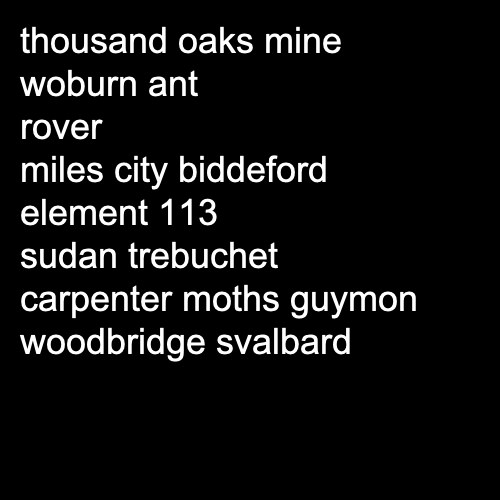 thousand oaks mine
woburn ant
rover
miles city biddeford
element 113
sudan trebuchet
carpenter moths guymon
woodbridge svalbard